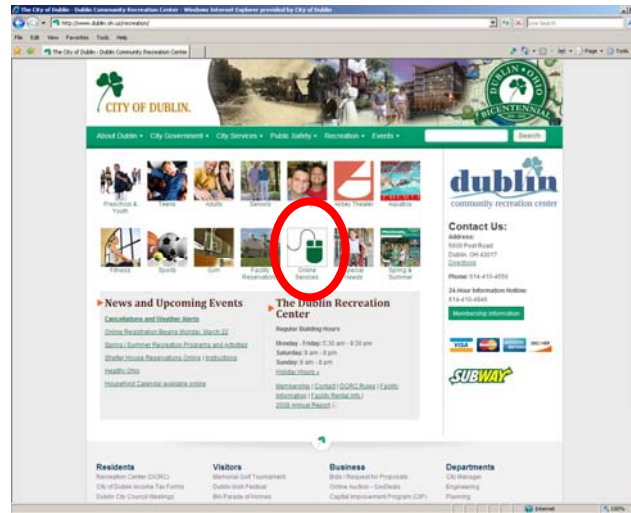 The City of Dublin - Dublin Community Recreation Center - Windows Internet Explorer provided by City of Dublin
http://www.dublin.oh.us/recreation/
Live Search
File Edit View Favorites Tools Help
The City of Dublin - Dublin Community Recreation Center
Page Tools
CITY OF DUBLIN.
DUBLIN, OHIO
BICENTENNIAL
About Dublin City Government City Services Public Safety Recreation Events
Search
Preschool & Youth
Teens
Adults
Seniors
Abbey Theater
Aquatics
Fitness
Sports
Gym
Facility Reservation
Online Services
Special Needs
Spring & Summer
dublin
community recreation center
Contact Us:
Address:
5600 Post Road
Dublin, OH 43017
Directions
Phone: 614-410-4550
24-Hour Information Hotline:
614-410-4545
Membership Information
VISA
DISCOVER
SUBWAY
News and Upcoming Events
Cancellations and Weather Alerts
Online Registration Begins Monday, March 22
Spring / Summer Recreation Programs and Activities
Shelter House Reservations Online | Instructions
Healthy Ohio
Household Calendar available online
The Dublin Recreation
Center
Regular Building Hours
Monday - Friday: 5:30 am - 9:30 pm
Saturday: 8 am - 8 pm
Sunday: 8 am - 8 pm
Holiday Hours »
Membership | Contact | DCRC Rules | Facility
Information | Facility Rental Info |
2008 Annual Report
Residents
Recreation Center (DCRC)
City of Dublin Income Tax Forms
Dublin City Council Meetings
Visitors
Memorial Golf Tournament
Dublin Irish Festival
BIA Parade of Homes
Business
Bids / Request for Proposals
Online Auction - GovDeals
Capital Improvement Program (CIP)
Departments
City Manager
Engineering
Planning
Internet
100%